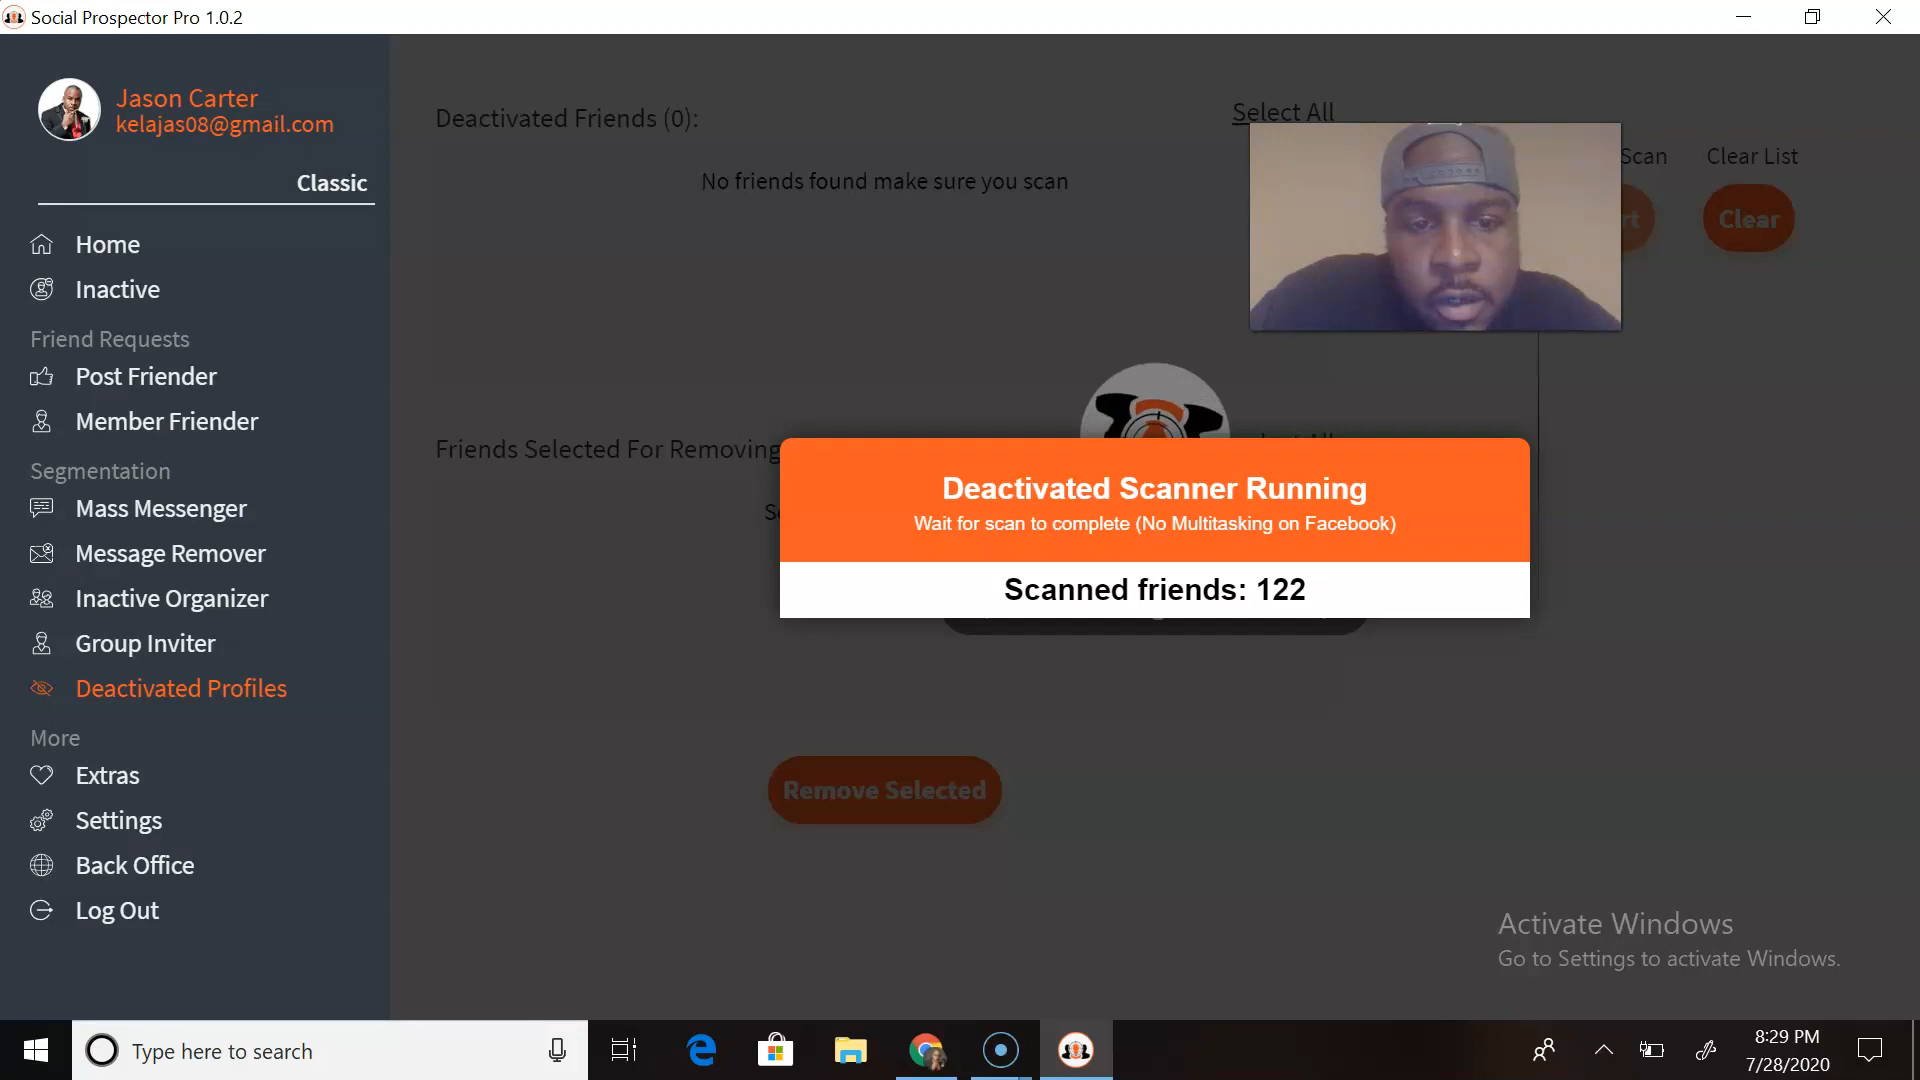 Social Prospector Pro 1.0.2
Jason Carter
kelajas08@gmail.com
Classic
Home
Inactive
Friend Requests
Post Friender
Member Friender
Segmentation
Mass Messenger
Message Remover
Inactive Organizer
Group Inviter
Deactivated Profiles
More
Extras
Settings
Back Office
Log Out
Deactivated Friends (0):
Select All
No friends found make sure you scan
Scan
Clear List
Clear
Friends Selected For Removing
Deactivated Scanner Running
Wait for scan to complete (No Multitasking on Facebook)
Scanned friends: 122
Remove Selected
Activate Windows
Go to Settings to activate Windows.
Type here to search
8:29 PM
7/28/2020